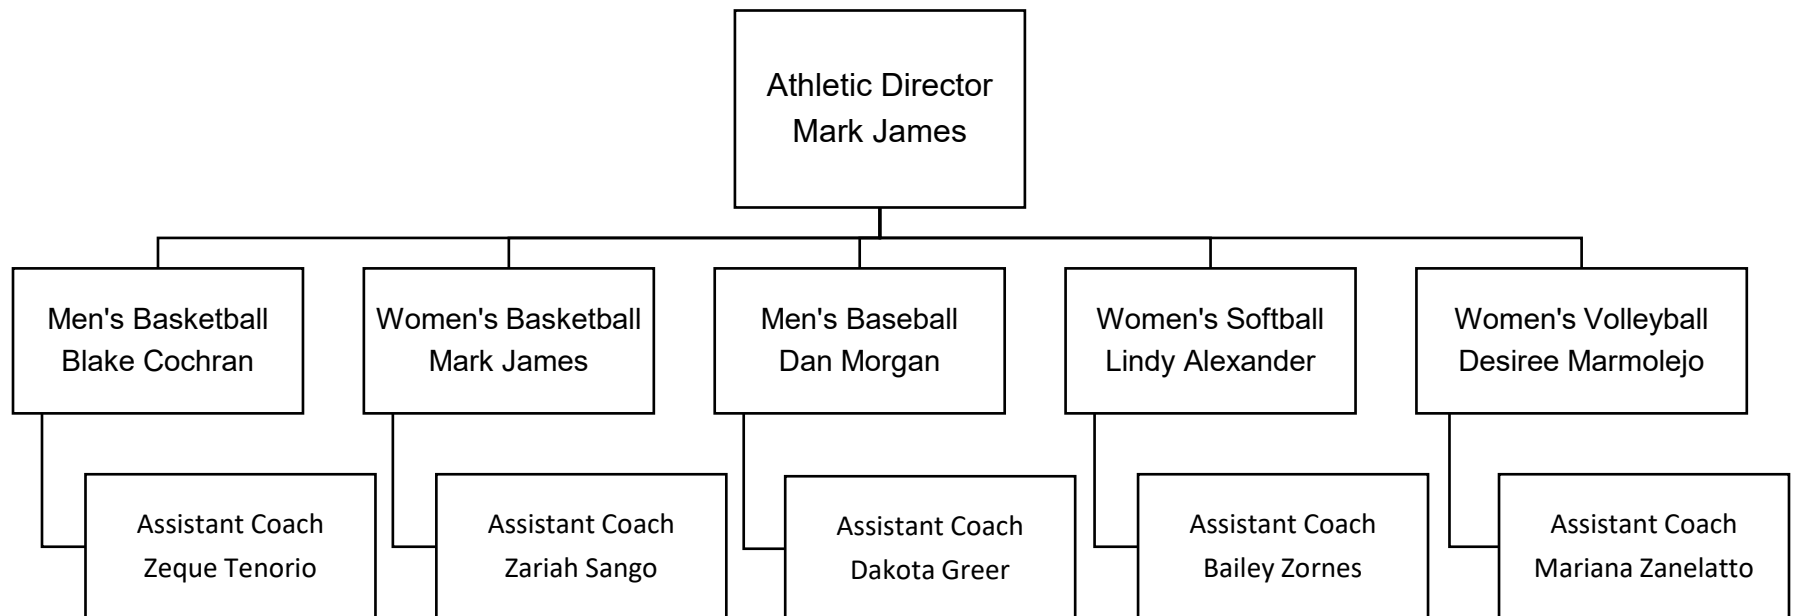 Athletic Director
Mark James
Men's Basketball
Blake Cochran
Women's Basketball
Mark James
Men's Baseball
Dan Morgan
Women's Softball
Lindy Alexander
Women's Volleyball
Desiree Marmolejo
Assistant Coach
Zeque Tenorio
Assistant Coach
Zariah Sango
Assistant Coach
Dakota Greer
Assistant Coach
Bailey Zornes
Assistant Coach
Mariana Zanelatto